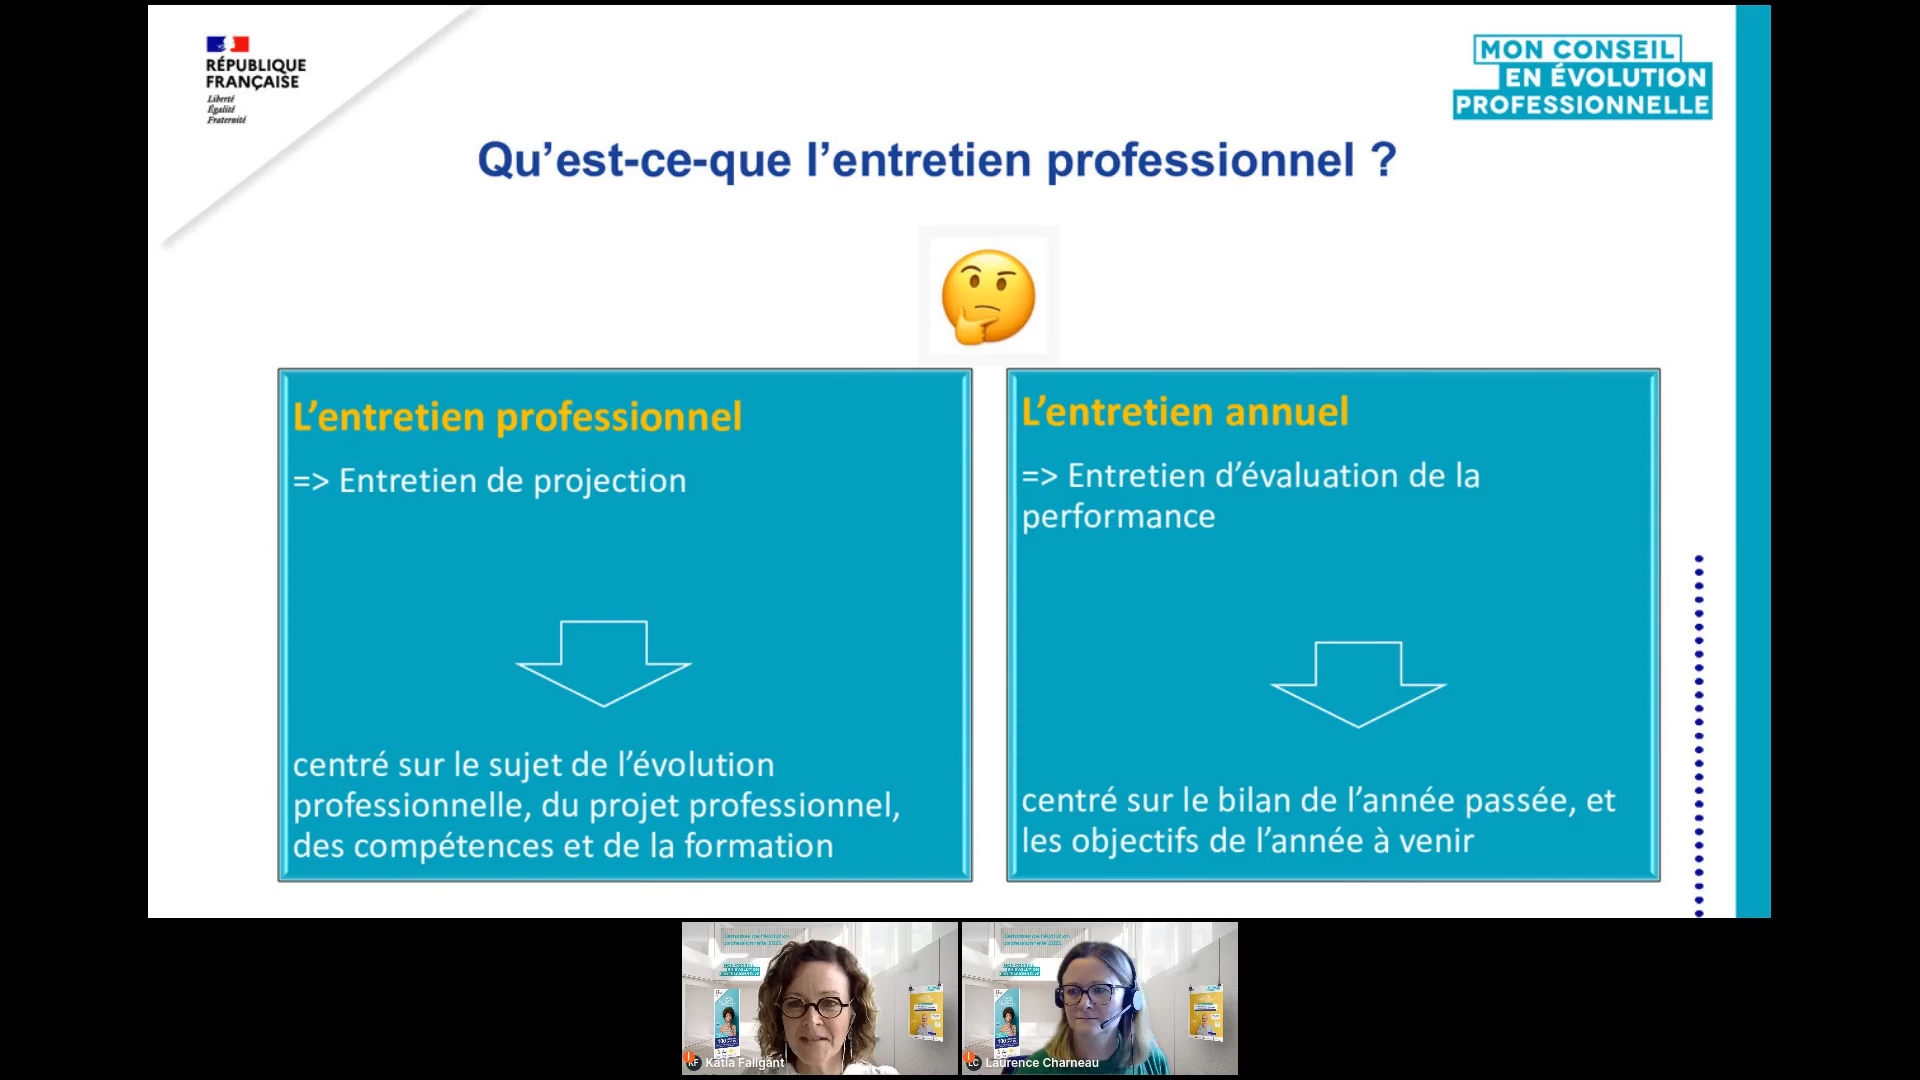 RÉPUBLIQUE
FRANÇAISE
Liberté
Égalité
Fraternité
MON CONSEIL
EN ÉVOLUTION
PROFESSIONNELLE
Qu’est-ce-que l’entretien professionnel ?
L’entretien professionnel
=> Entretien de projection
centré sur le sujet de l’évolution
professionnelle, du projet professionnel,
des compétences et de la formation
L’entretien annuel
=> Entretien d’évaluation de la
performance
centré sur le bilan de l’année passée, et
les objectifs de l’année à venir
KF Katia Faligant
LC Laurence Charneau